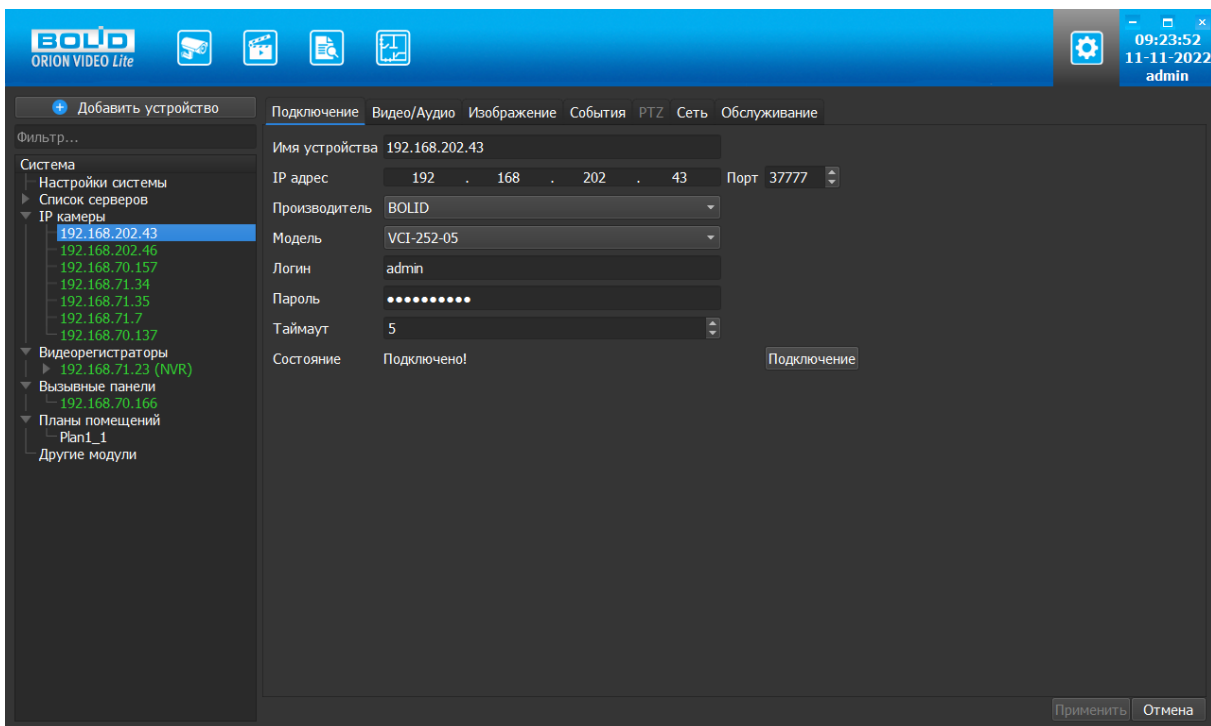 BOLID
ORION VIDEO Lite
09:23:52
11-11-2022
admin
Добавить устройство
Фильтр...
Система
Настройки системы
Список серверов
IP камеры
192.168.202.43
192.168.202.46
192.168.70.157
192.168.71.34
192.168.71.35
192.168.71.7
192.168.70.137
Видеорегистраторы
192.168.71.23 (NVR)
Вызывные панели
192.168.70.166
Планы помещений
Plan1_1
Другие модули
Подключение Видео/Аудио Изображение События PTZ Сеть Обслуживание
Имя устройства 192.168.202.43
IP адрес 192 . 168 . 202 . 43 Порт 37777
Производитель BOLID
Модель VCI-252-05
Логин admin
Пароль ●●●●●●●●●●
Таймаут 5
Состояние Подключено! Подключение
Применить Отмена